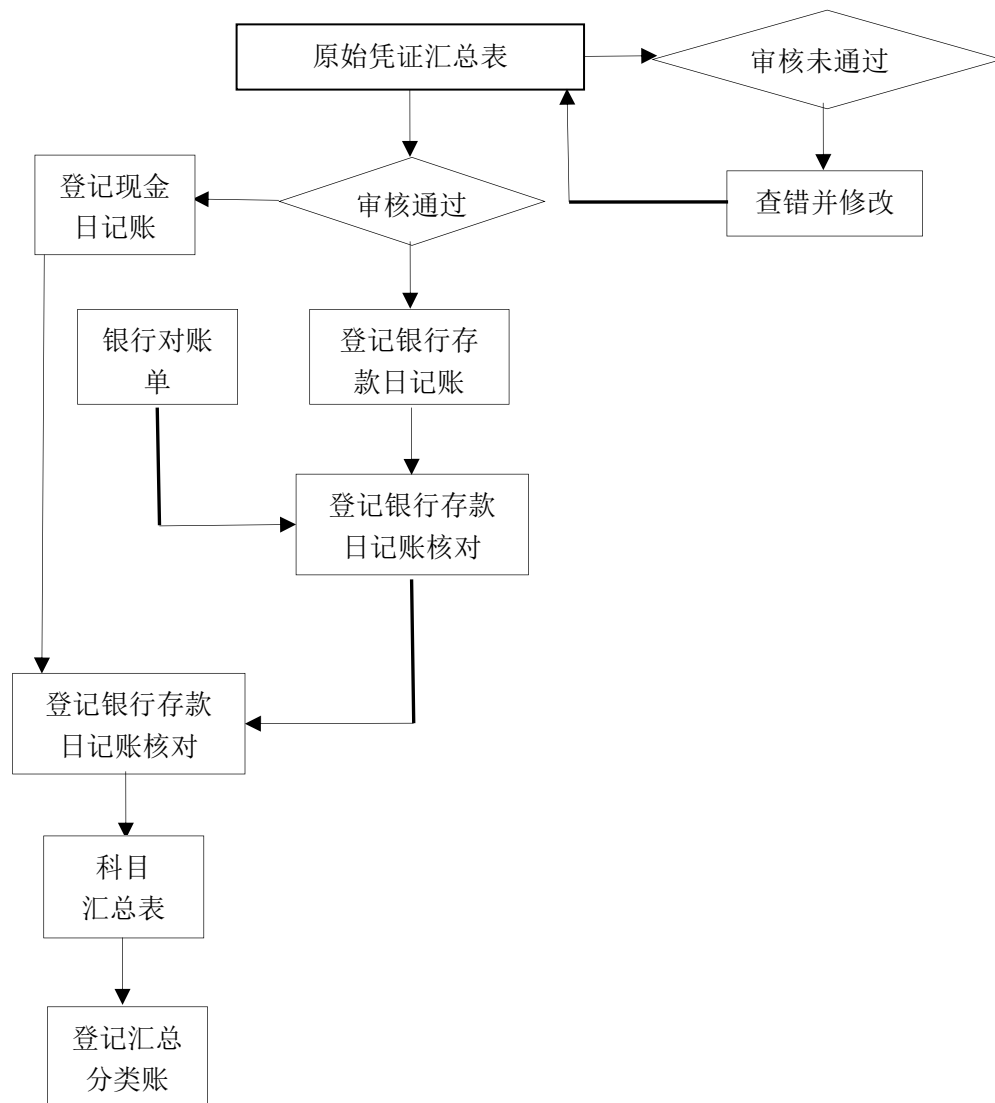 原始凭证汇总表
审核未通过
登记现金
日记账
审核通过
查错并修改
银行对账
单
登记银行存
款日记账
登记银行存款
日记账核对
登记银行存款
日记账核对
科目
汇总表
登记汇总
分类账